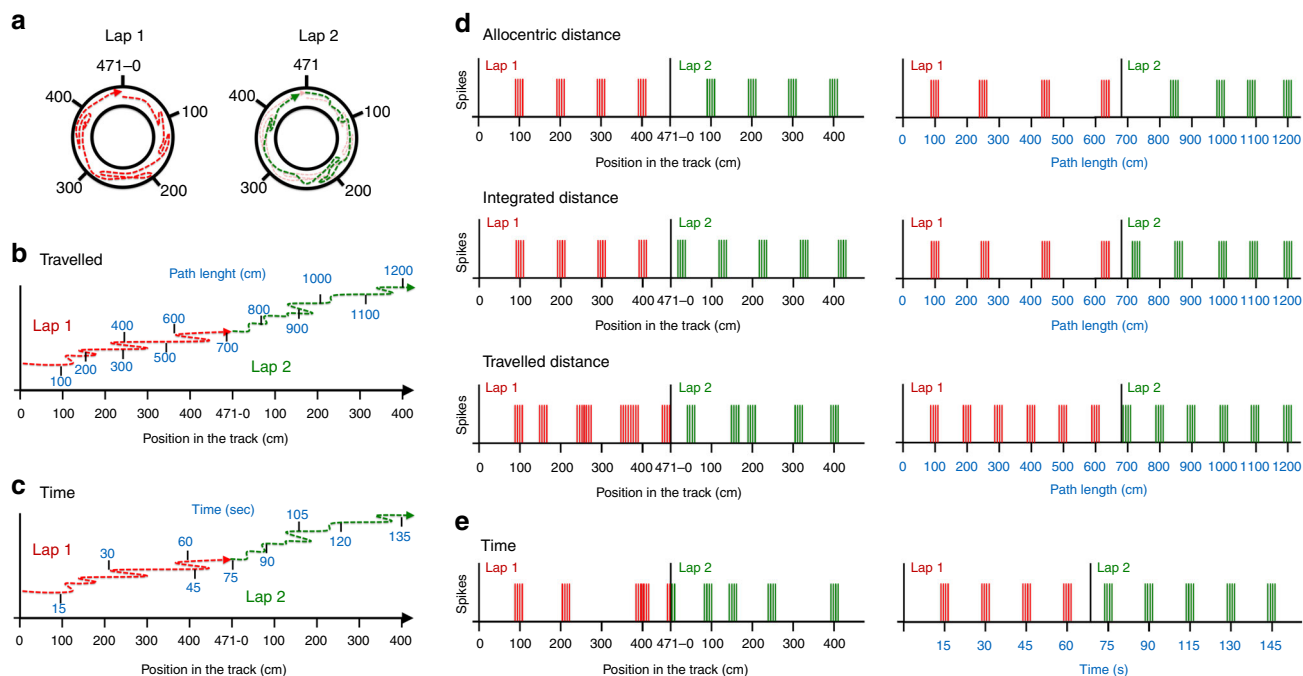 a
Lap 1
Lap 2
471–0
471
400
100
400
100
300
200
300
200
b
Travelled
Path lenght (cm)
1000
1200
Lap 1
400
600
800
1100
200
300
500
700
900
100
Lap 2
0 100 200 300 400 471-0 100 200 300 400
Position in the track (cm)
c
Time
Time (sec)
105
Lap 1
30
60
120
135
90
15
45
75
Lap 2
0 100 200 300 400 471-0 100 200 300 400
Position in the track (cm)
d
Allocentric distance
Spikes
Lap 1
Lap 2
0 100 200 300 400 471–0 100 200 300 400
Position in the track (cm)
Lap 1
Lap 2
0 100 200 300 400 500 600 700 800 900 1000 1100 1200
Path length (cm)
Integrated distance
Spikes
Lap 1
Lap 2
0 100 200 300 400 471–0 100 200 300 400
Position in the track (cm)
Lap 1
Lap 2
0 100 200 300 400 500 600 700 800 900 1000 1100 1200
Path length (cm)
Travelled distance
Spikes
Lap 1
Lap 2
0 100 200 300 400 471–0 100 200 300 400
Position in the track (cm)
Lap 1
Lap 2
0 100 200 300 400 500 600 700 800 900 1000 1100 1200
Path length (cm)
e
Time
Spikes
Lap 1
Lap 2
0 100 200 300 400 471–0 100 200 300 400
Position in the track (cm)
Lap 1
Lap 2
15 30 45 60 75 90 115 130 145
Time (s)